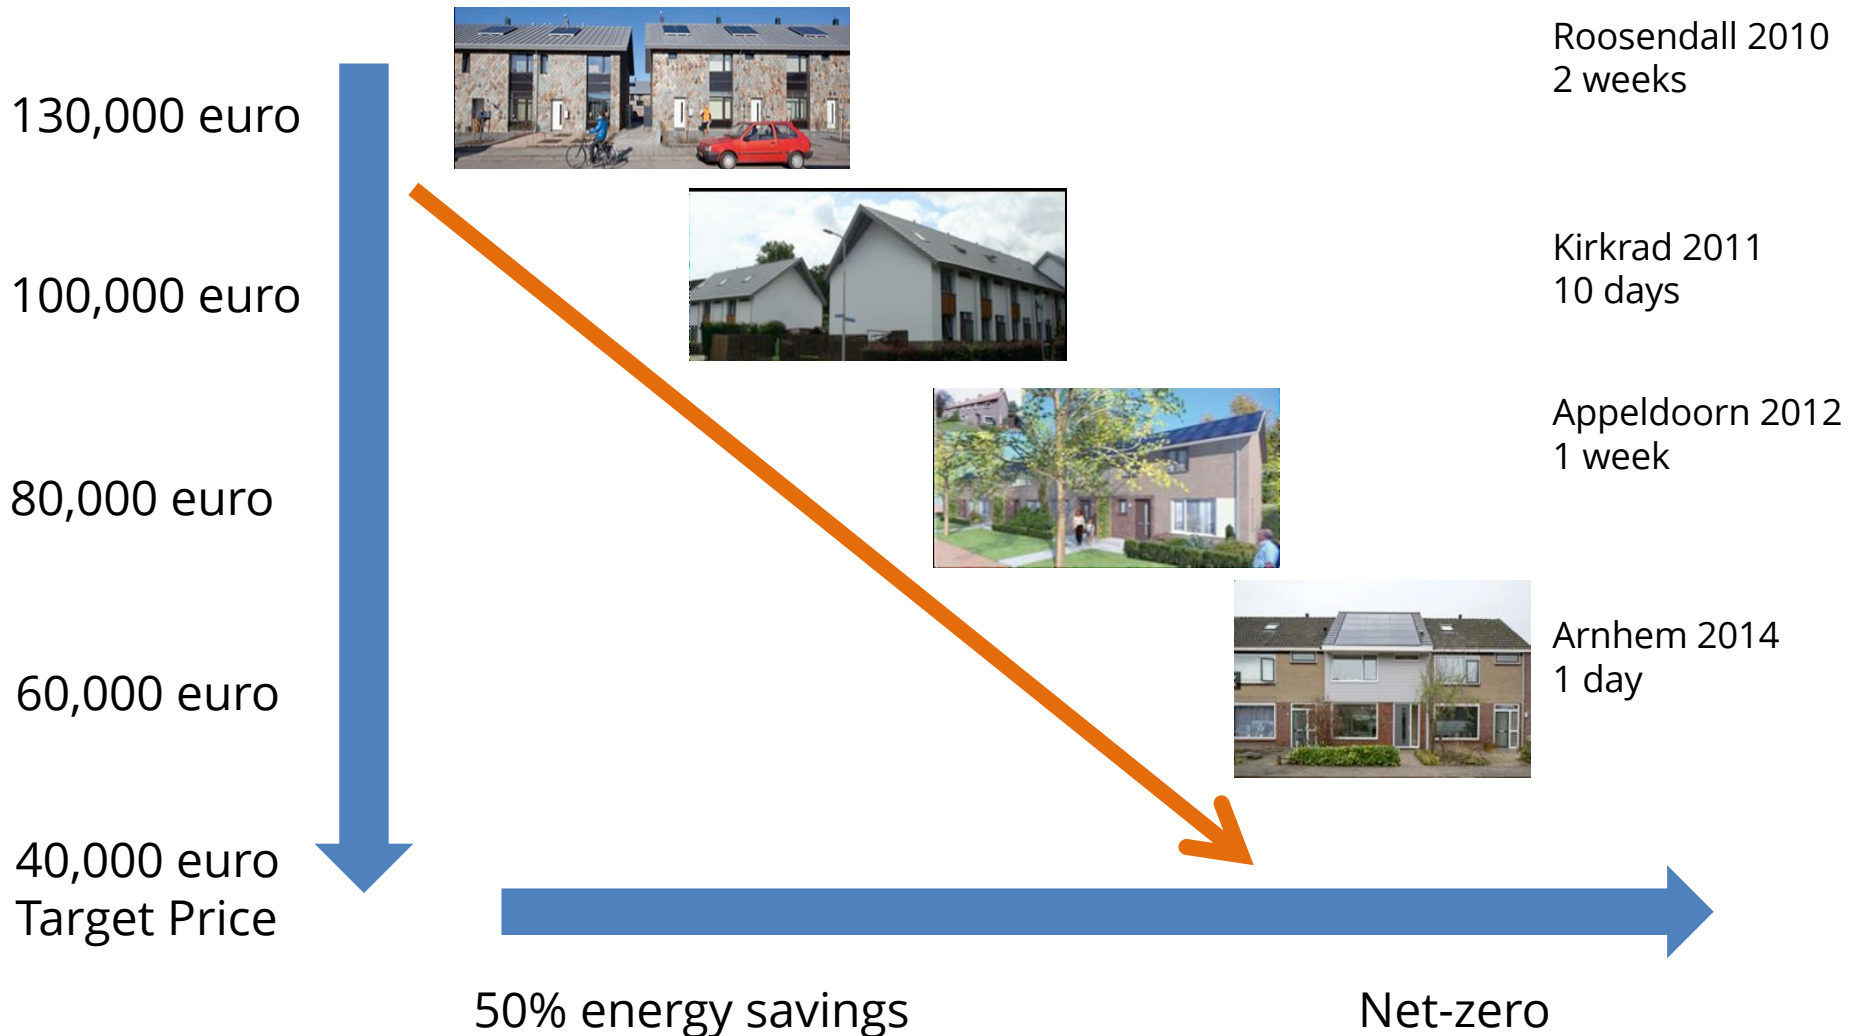 130,000 euro
100,000 euro
80,000 euro
60,000 euro
40,000 euro
Target Price
Roosendall 2010
2 weeks
Kirkrad 2011
10 days
Appeldoorn 2012
1 week
Arnhem 2014
1 day
50% energy savings
Net-zero